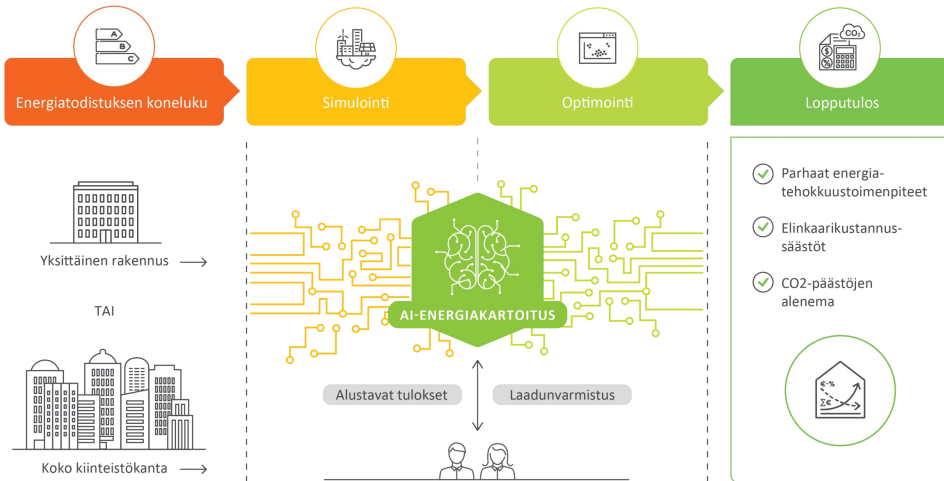 A
B
C
CO₂
$
%
Energiatodistuksen koneluku
Simulointi
Optimointi
Lopputulos
Yksittäinen rakennus
TAI
Koko kiinteistökanta
AI-ENERGIAKARTOITUS
Alustavat tulokset
Laadunvarmistus
Parhaat energia-
tehokkuustoimenpiteet
Elinkaarikustannus-
säästöt
CO2-päästöjen
alenema
€-%
Σ€